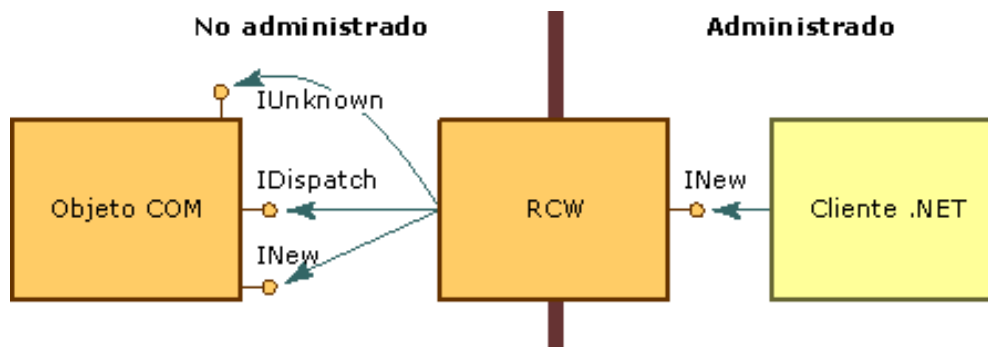 No administrado
Administrado
IUnknown
IDispatch
INew
Objeto COM
RCW
INew
Cliente .NET